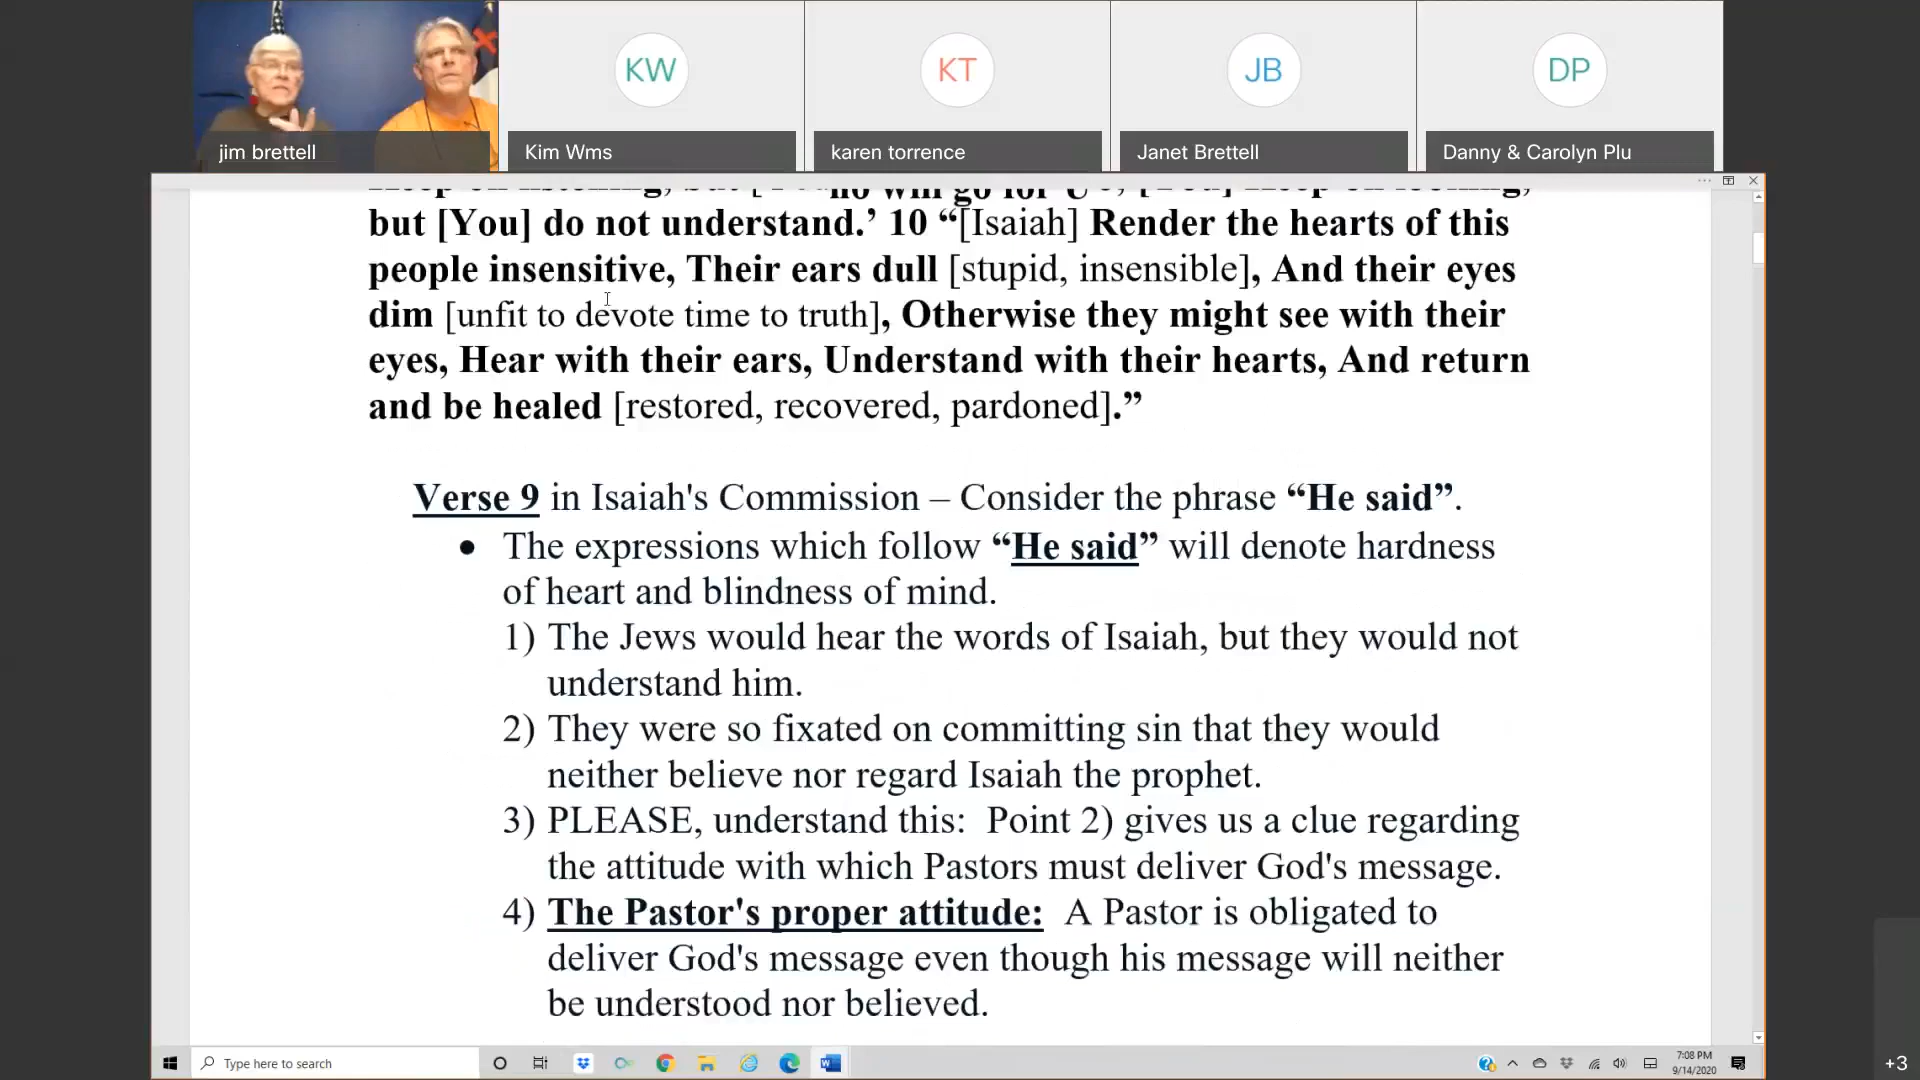 KW
KT
JB
DP
jim brettell
Kim Wms
karen torrence
Janet Brettell
Danny & Carolyn Plu
no will go for
but [You] do not understand.’ 10 “[Isaiah] Render the hearts of this
people insensitive, Their ears dull [stupid, insensible], And their eyes
dim [unfit to devote time to truth], Otherwise they might see with their
eyes, Hear with their ears, Understand with their hearts, And return
and be healed [restored, recovered, pardoned].”
Verse 9 in Isaiah's Commission – Consider the phrase “He said”.
• The expressions which follow “He said” will denote hardness
of heart and blindness of mind.
1) The Jews would hear the words of Isaiah, but they would not
understand him.
2) They were so fixated on committing sin that they would
neither believe nor regard Isaiah the prophet.
3) PLEASE, understand this: Point 2) gives us a clue regarding
the attitude with which Pastors must deliver God's message.
4) The Pastor's proper attitude: A Pastor is obligated to
deliver God's message even though his message will neither
be understood nor believed.
Type here to search
7:08 PM
9/14/2020
+3